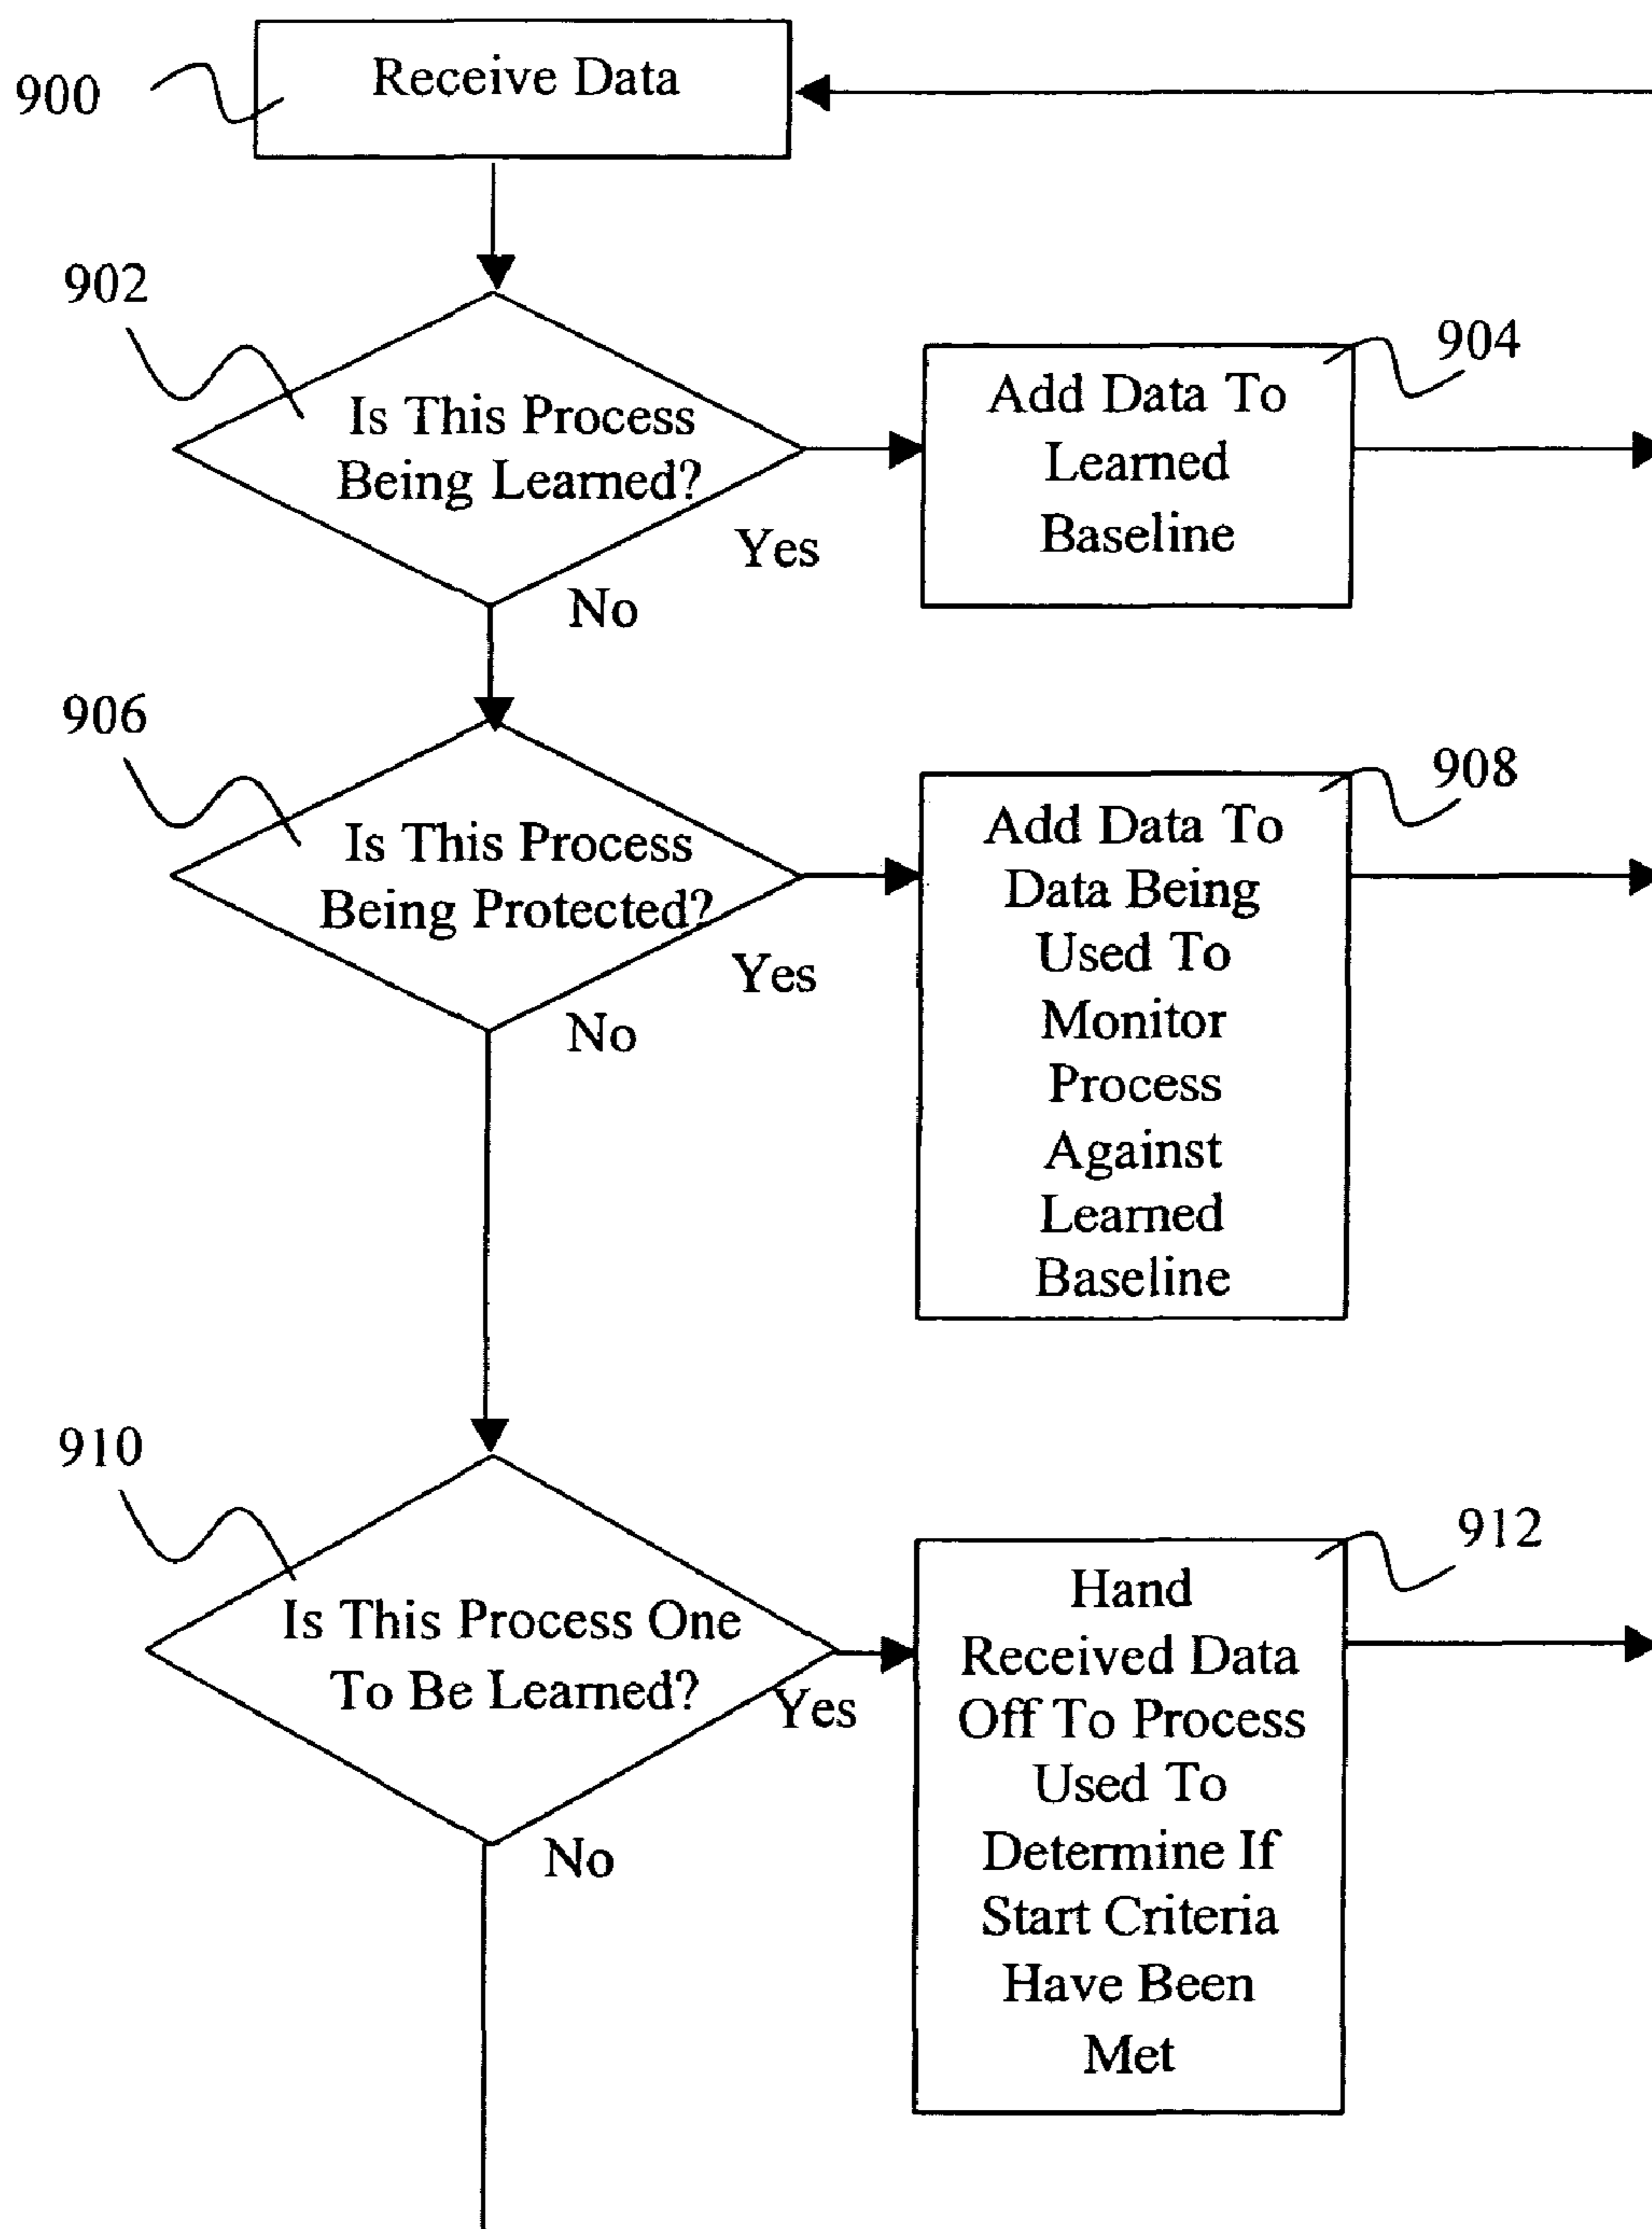 900
Receive Data
902
Is This Process
Being Learned?
Yes
No
904
Add Data To
Learned
Baseline
906
Is This Process
Being Protected?
Yes
No
908
Add Data To
Data Being
Used To
Monitor
Process
Against
Learned
Baseline
910
Is This Process One
To Be Learned?
Yes
No
912
Hand
Received Data
Off To Process
Used To
Determine If
Start Criteria
Have Been
Met